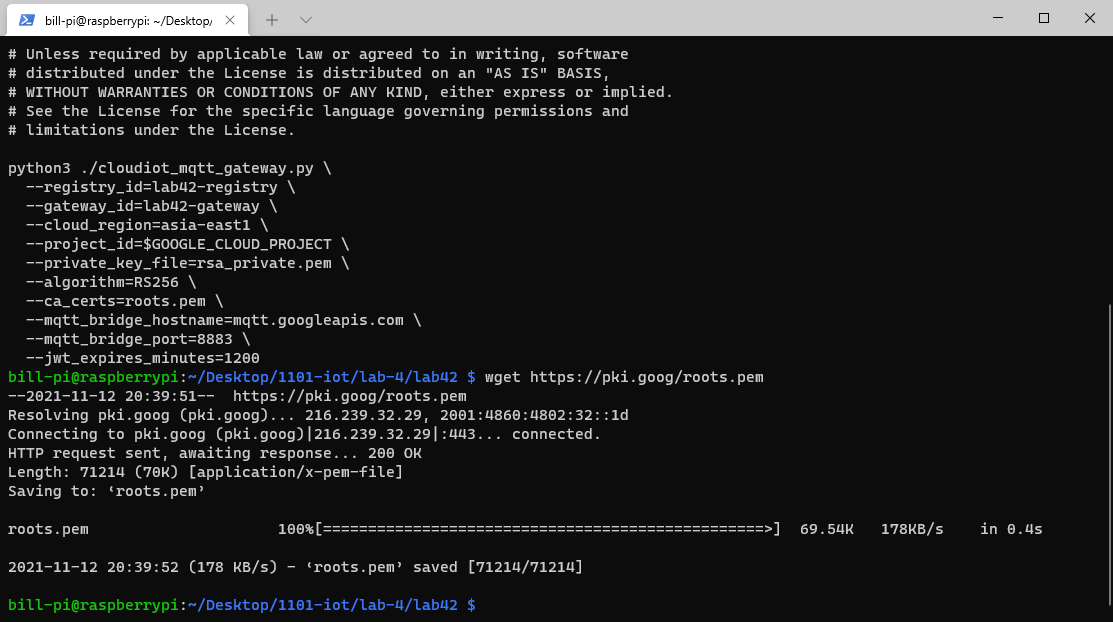 bill-pi@raspberrypi: ~/Desktop/
# Unless required by applicable law or agreed to in writing, software
# distributed under the License is distributed on an "AS IS" BASIS,
# WITHOUT WARRANTIES OR CONDITIONS OF ANY KIND, either express or implied.
# See the License for the specific language governing permissions and
# limitations under the License.
python3 ./cloudiot_mqtt_gateway.py \
  --registry_id=lab42-registry \
  --gateway_id=lab42-gateway \
  --cloud_region=asia-east1 \
  --project_id=$GOOGLE_CLOUD_PROJECT \
  --private_key_file=rsa_private.pem \
  --algorithm=RS256 \
  --ca_certs=roots.pem \
  --mqtt_bridge_hostname=mqtt.googleapis.com \
  --mqtt_bridge_port=8883 \
  --jwt_expires_minutes=1200
bill-pi@raspberrypi:~/Desktop/1101-iot/lab-4/lab42 $ wget https://pki.goog/roots.pem
--2021-11-12 20:39:51--  https://pki.goog/roots.pem
Resolving pki.goog (pki.goog)... 216.239.32.29, 2001:4860:4802:32::1d
Connecting to pki.goog (pki.goog)|216.239.32.29|:443... connected.
HTTP request sent, awaiting response... 200 OK
Length: 71214 (70K) [application/x-pem-file]
Saving to: ‘roots.pem’
roots.pem                     100%[=================================================>]  69.54K   178KB/s    in 0.4s
2021-11-12 20:39:52 (178 KB/s) - ‘roots.pem’ saved [71214/71214]
bill-pi@raspberrypi:~/Desktop/1101-iot/lab-4/lab42 $